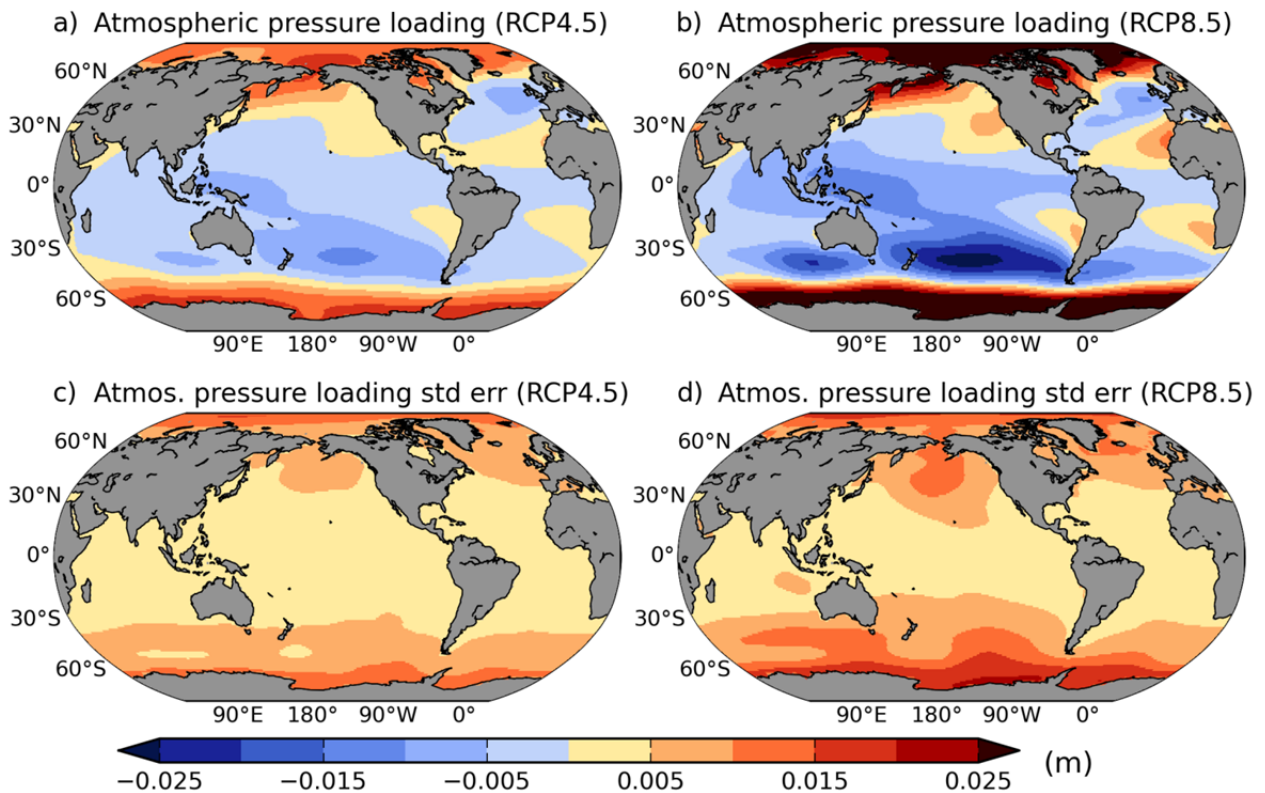 a) Atmospheric pressure loading (RCP4.5)
b) Atmospheric pressure loading (RCP8.5)
60°N
30°N
0°
30°S
60°S
90°E 180° 90°W 0°
60°N
30°N
0°
30°S
60°S
90°E 180° 90°W 0°
c) Atmos. pressure loading std err (RCP4.5)
d) Atmos. pressure loading std err (RCP8.5)
60°N
30°N
0°
30°S
60°S
90°E 180° 90°W 0°
60°N
30°N
0°
30°S
60°S
90°E 180° 90°W 0°
−0.025 −0.015 −0.005 0.005 0.015 0.025 (m)